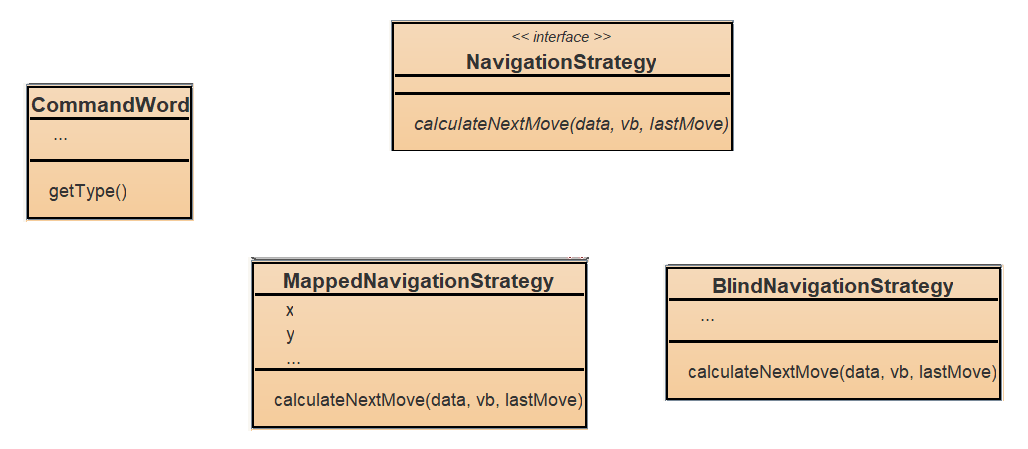 << interface >>
NavigationStrategy
calculateNextMove(data, vb, lastMove)
CommandWord
...
getType()
MappedNavigationStrategy
x
y
...
calculateNextMove(data, vb, lastMove)
BlindNavigationStrategy
...
calculateNextMove(data, vb, lastMove)